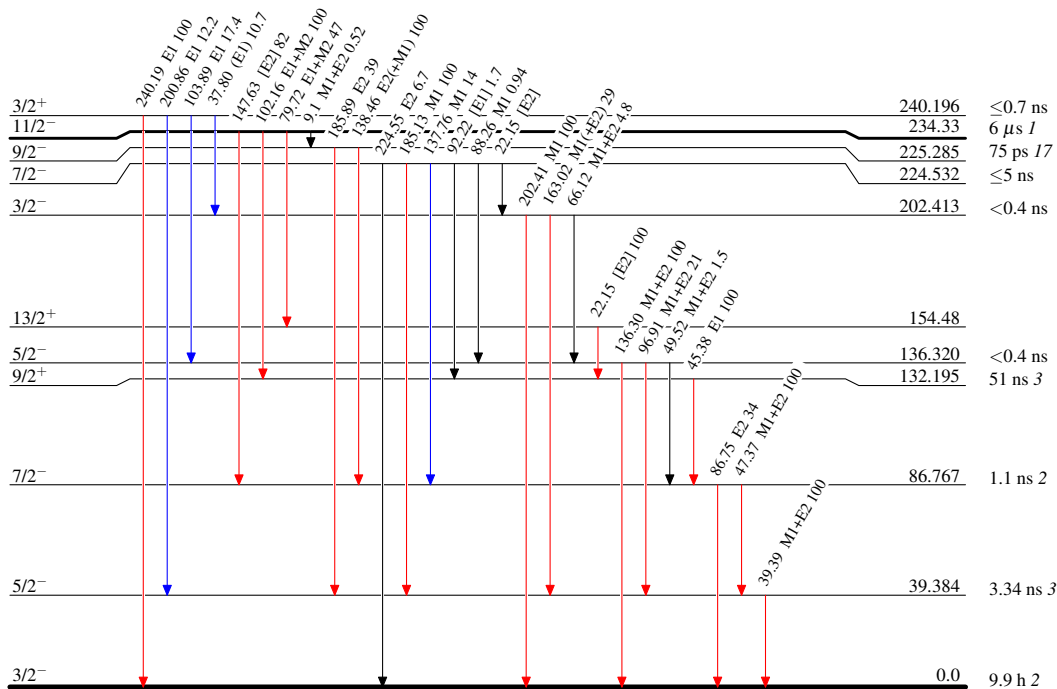 240.19 E1 100
200.86 E1 12.2
103.89 E1 17.4
37.80 (E1) 10.7
147.63 [E2] 82
102.16 E1+M2 100
79.72 E1+M2 47
9.1 M1+E2 0.52
185.89 E2 39
138.46 E2(+M1) 100
224.55 E2 6.7
185.13 M1 100
137.76 M1 14
92.22 [E1] 1.7
88.26 M1 0.94
22.15 [E2]
3/2⁺ 240.196 ≤0.7 ns
11/2⁻ 234.33 6 μs 1
9/2⁻ 225.285 75 ps 17
7/2⁻ 224.532 ≤5 ns
202.41 M1 100
163.02 M1(+E2) 29
66.12 M1+E2 4.8
3/2⁻ 202.413 <0.4 ns
22.15 [E2] 100
13/2⁺ 154.48
136.30 M1+E2 100
96.91 M1+E2 21
49.52 M1+E2 1.5
45.38 E1 100
5/2⁻ 136.320 <0.4 ns
9/2⁺ 132.195 51 ns 3
86.75 E2 34
47.37 M1+E2 100
7/2⁻ 86.767 1.1 ns 2
39.39 M1+E2 100
5/2⁻ 39.384 3.34 ns 3
3/2⁻ 0.0 9.9 h 2